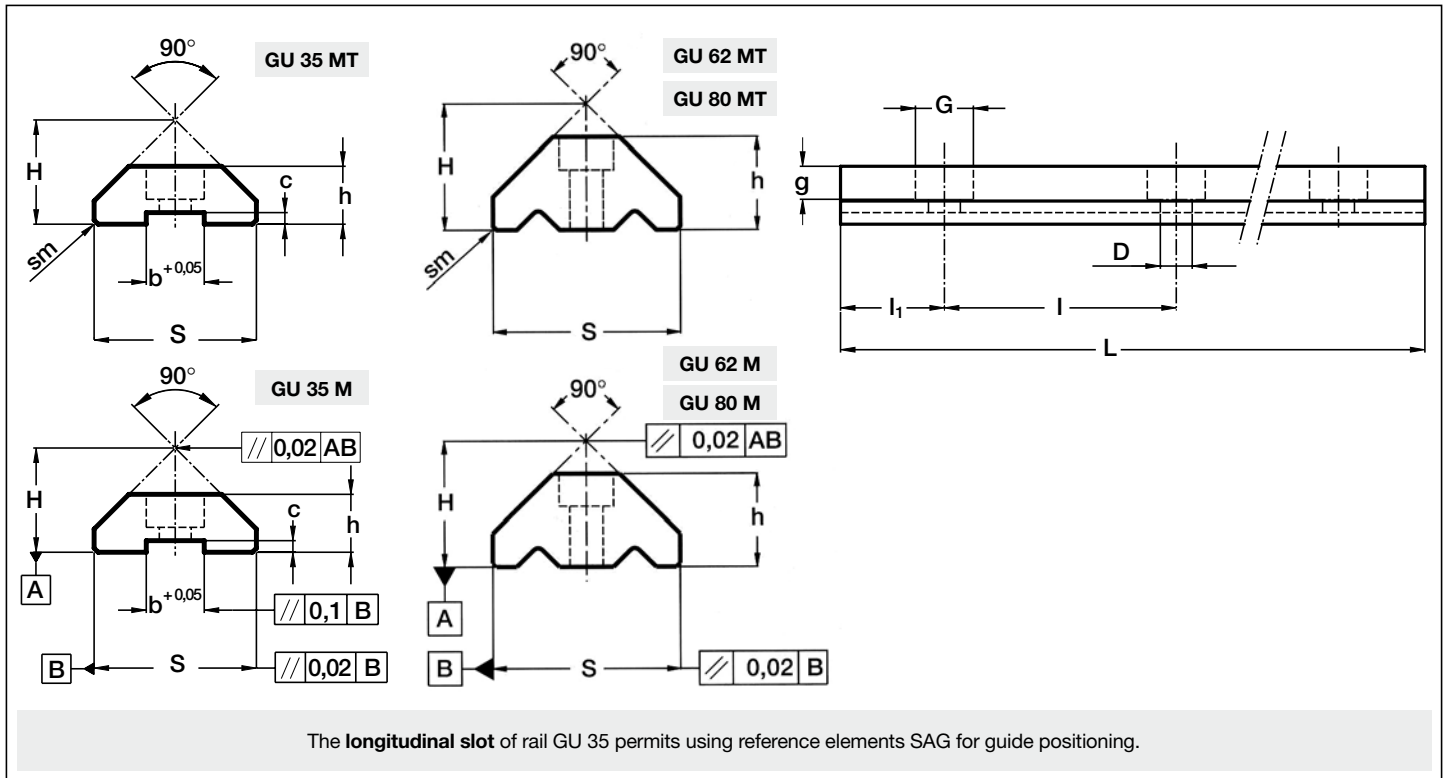 90°
GU 35 MT
H
c
h
sm
b+0,05
S
90°
GU 62 MT
GU 80 MT
H
h
sm
S
G
g
D
l1
l
L
90°
GU 35 M
// 0,02 AB
H
c
h
A
b+0,05
// 0,1 B
B
S
// 0,02 B
90°
GU 62 M
GU 80 M
// 0,02 AB
H
h
A
B
S
// 0,02 B
The longitudinal slot of rail GU 35 permits using reference elements SAG for guide positioning.